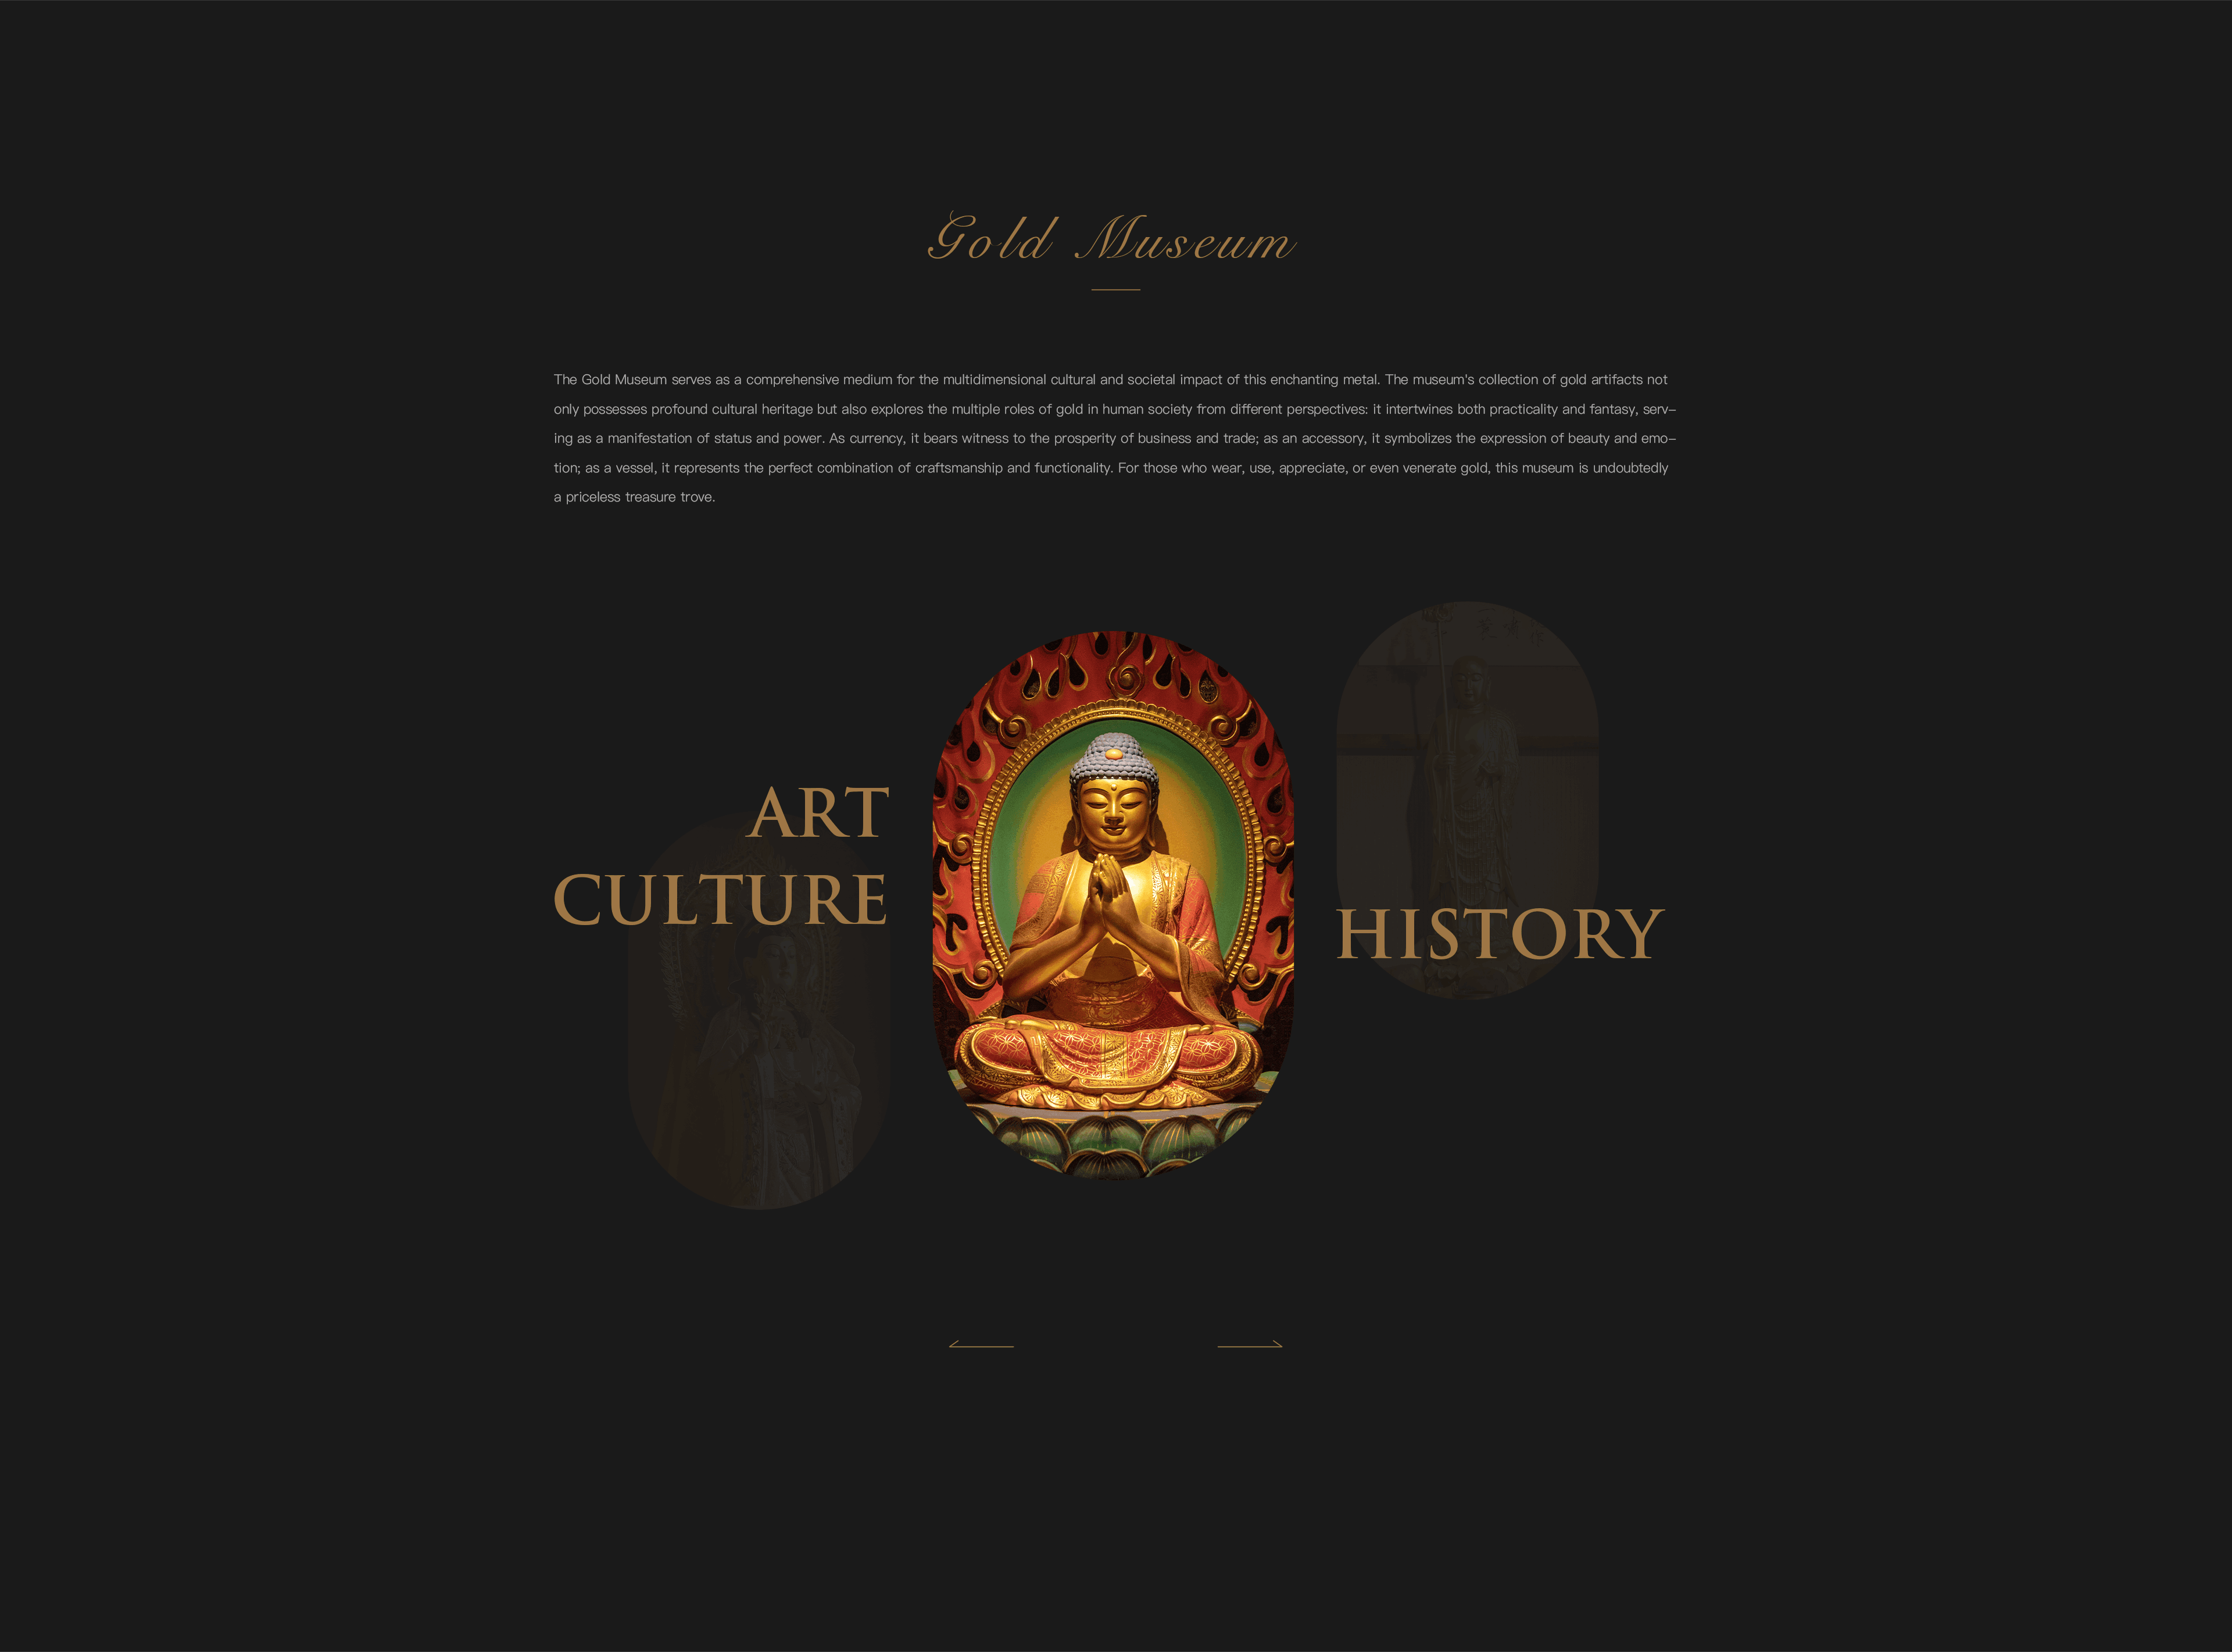 Gold Museum
The Gold Museum serves as a comprehensive medium for the multidimensional cultural and societal impact of this enchanting metal. The museum's collection of gold artifacts not
only possesses profound cultural heritage but also explores the multiple roles of gold in human society from different perspectives: it intertwines both practicality and fantasy, serv-
ing as a manifestation of status and power. As currency, it bears witness to the prosperity of business and trade; as an accessory, it symbolizes the expression of beauty and emo-
tion; as a vessel, it represents the perfect combination of craftsmanship and functionality. For those who wear, use, appreciate, or even venerate gold, this museum is undoubtedly
a priceless treasure trove.
ART
CULTURE
HISTORY